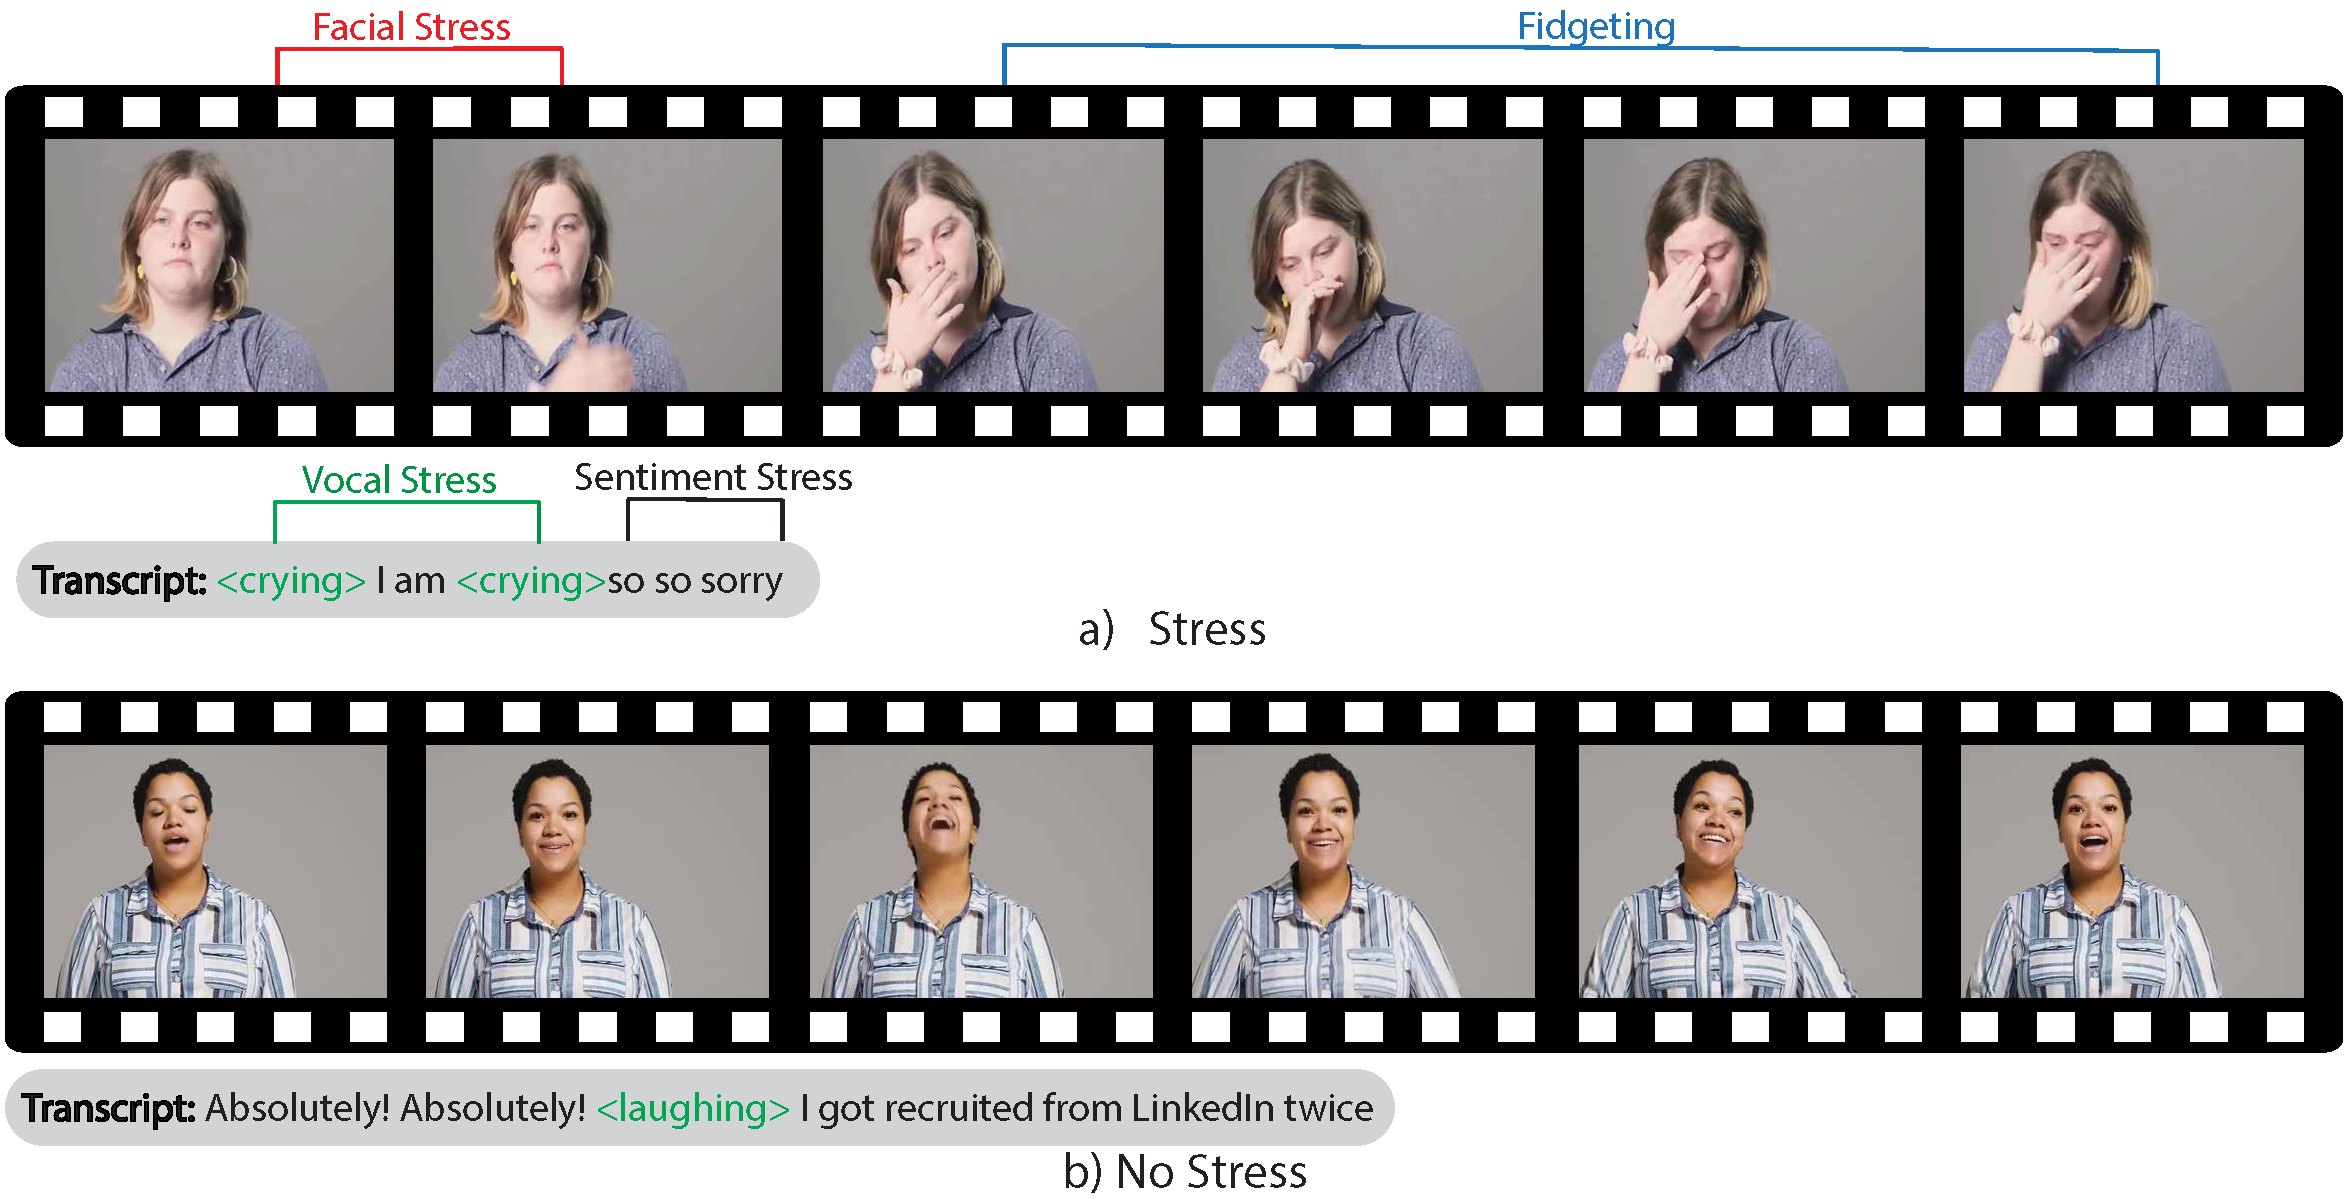 Facial Stress
Fidgeting
Vocal Stress
Sentiment Stress
Transcript: <crying> I am <crying>so so sorry
a) Stress
Transcript: Absolutely! Absolutely! <laughing> I got recruited from LinkedIn twice
b) No Stress